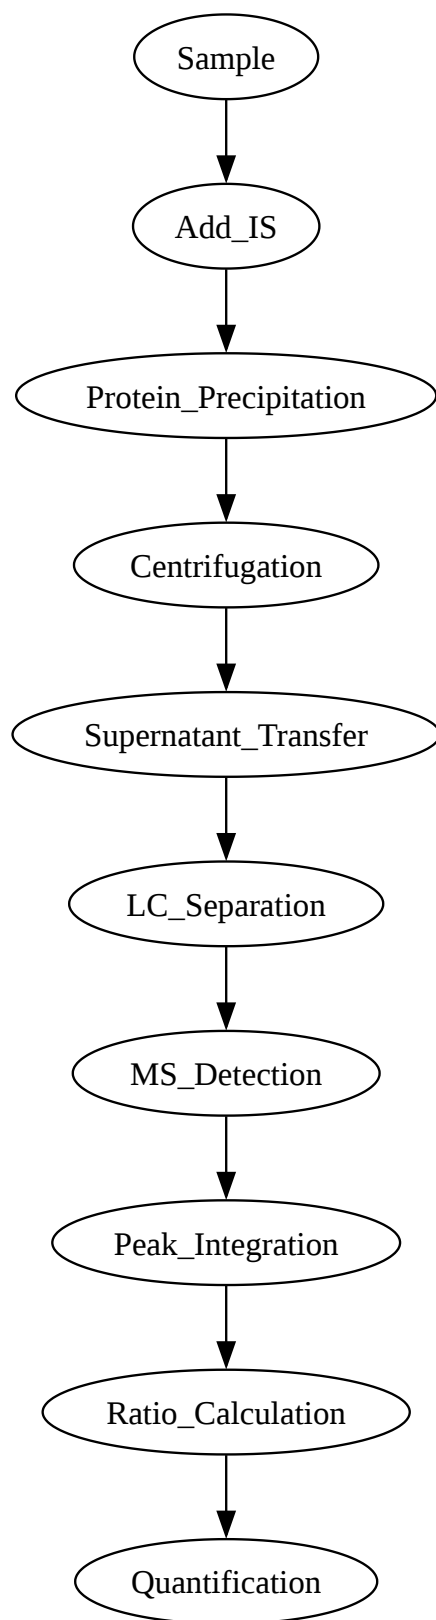 Sample
Add_IS
Protein_Precipitation
Centrifugation
Supernatant_Transfer
LC_Separation
MS_Detection
Peak_Integration
Ratio_Calculation
Quantification